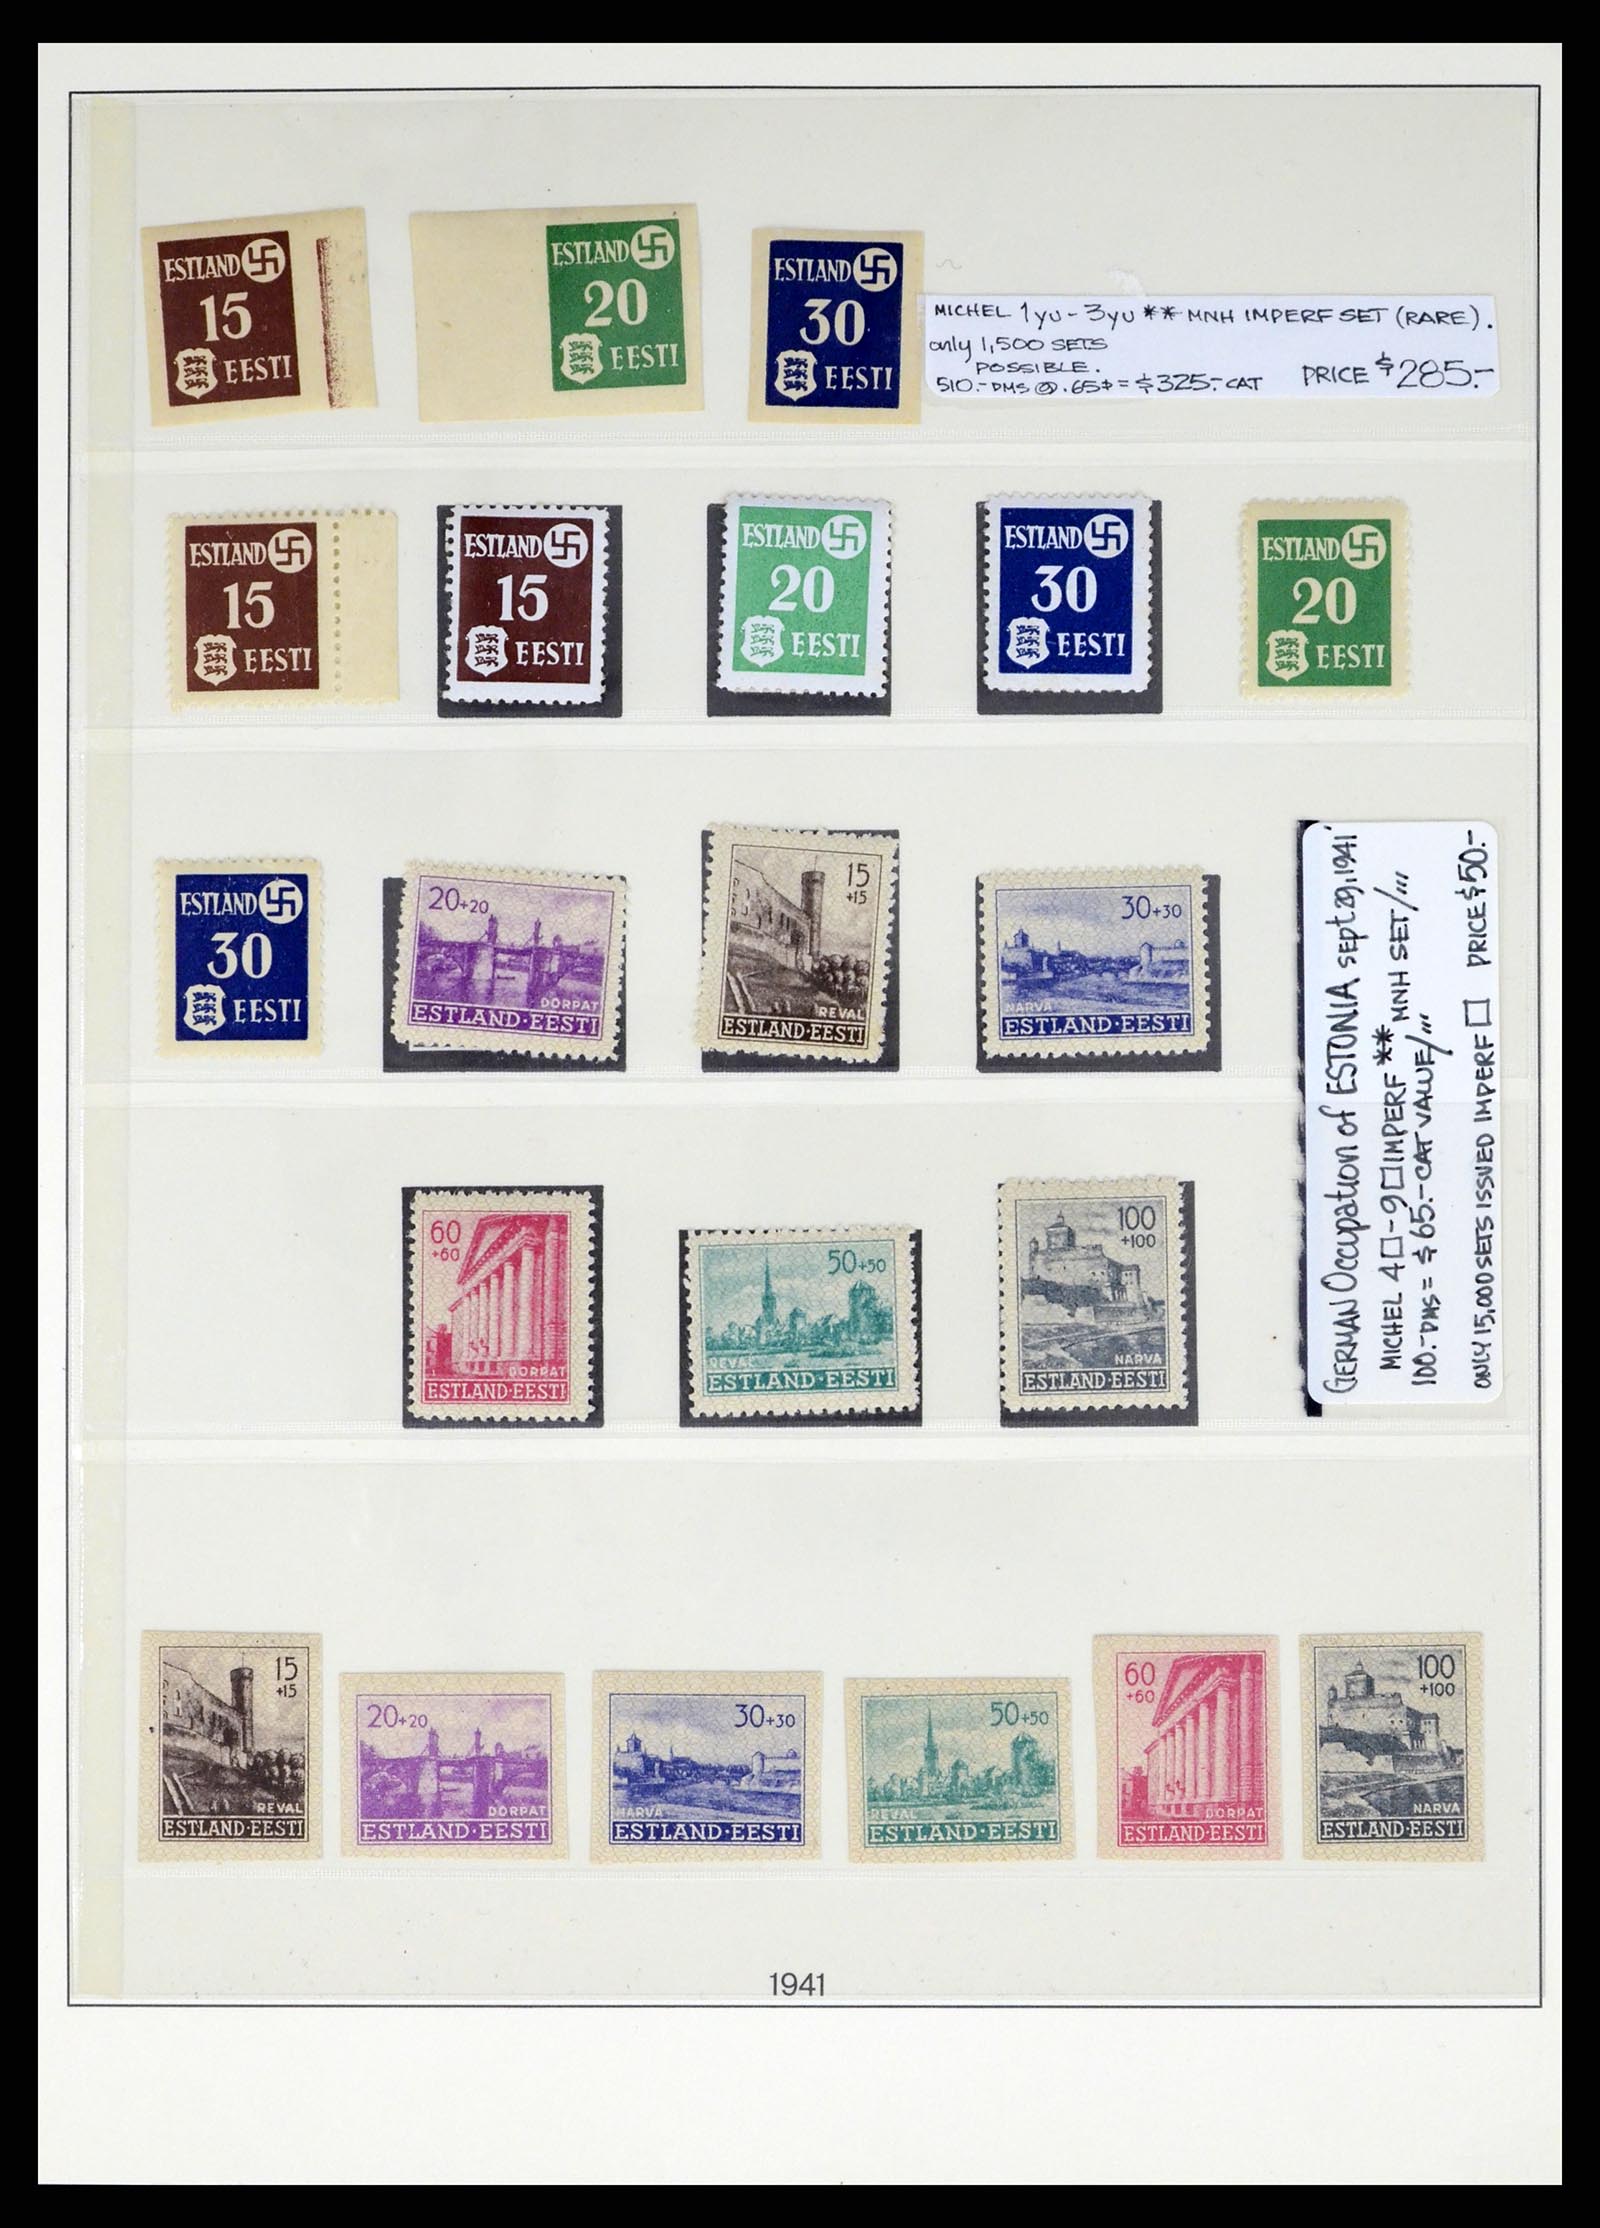 ESTLAND
15
EESTI
ESTLAND
20
EESTI
ESTLAND
30
EESTI
MICHEL 1yu - 3yu ** MNH IMPERF SET (RARE).
only 1,500 SETS
POSSIBLE.
510.- DMS @ .65¢ = $325.- CAT PRICE $285.-
ESTLAND
15
EESTI
ESTLAND
15
EESTI
ESTLAND
20
EESTI
ESTLAND
30
EESTI
ESTLAND
20
EESTI
ESTLAND
30
EESTI
20+20
DORPAT
ESTLAND·EESTI
15
+15
REVAL
ESTLAND·EESTI
30+30
NARVA
ESTLAND·EESTI
GERMAN Occupation of ESTONIA sept 29, 1941
MICHEL 4□-9□ IMPERF ** MNH SET/...
100.- DMS = $65.- CAT VALUE/...
ONLY 15,000 SETS ISSUED IMPERF □ PRICE $50.-
60
+60
DORPAT
ESTLAND·EESTI
50+50
REVAL
ESTLAND·EESTI
100
+100
NARVA
ESTLAND·EESTI
15
+15
REVAL
ESTLAND·EESTI
20+20
DORPAT
ESTLAND·EESTI
30+30
NARVA
ESTLAND·EESTI
50+50
REVAL
ESTLAND·EESTI
60
+60
DORPAT
ESTLAND·EESTI
100
+100
NARVA
ESTLAND·EESTI
1941